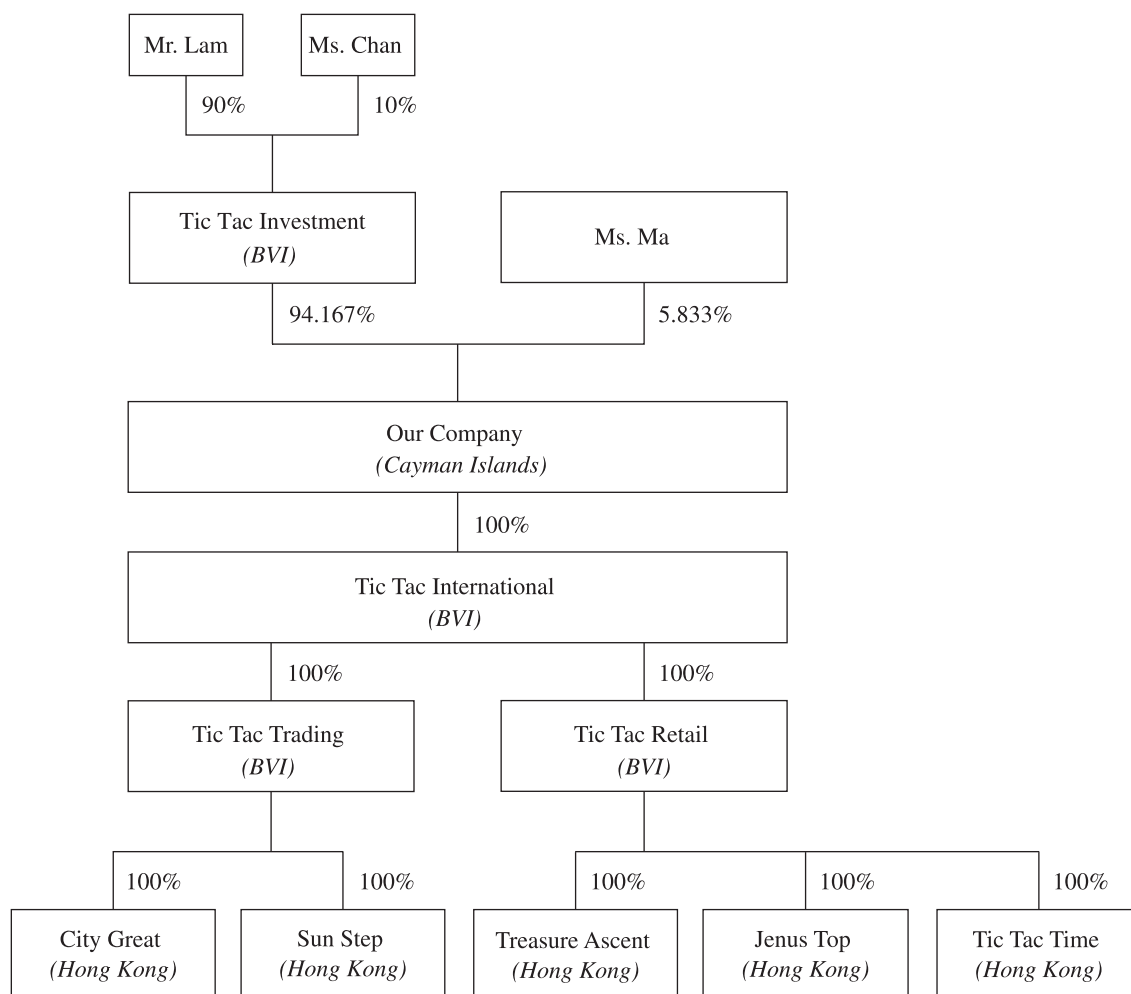 Mr. Lam
Ms. Chan
90%
10%
Tic Tac Investment
(BVI)
Ms. Ma
94.167%
5.833%
Our Company
(Cayman Islands)
100%
Tic Tac International
(BVI)
100%
100%
Tic Tac Trading
(BVI)
Tic Tac Retail
(BVI)
100%
100%
100%
100%
100%
City Great
(Hong Kong)
Sun Step
(Hong Kong)
Treasure Ascent
(Hong Kong)
Jenus Top
(Hong Kong)
Tic Tac Time
(Hong Kong)